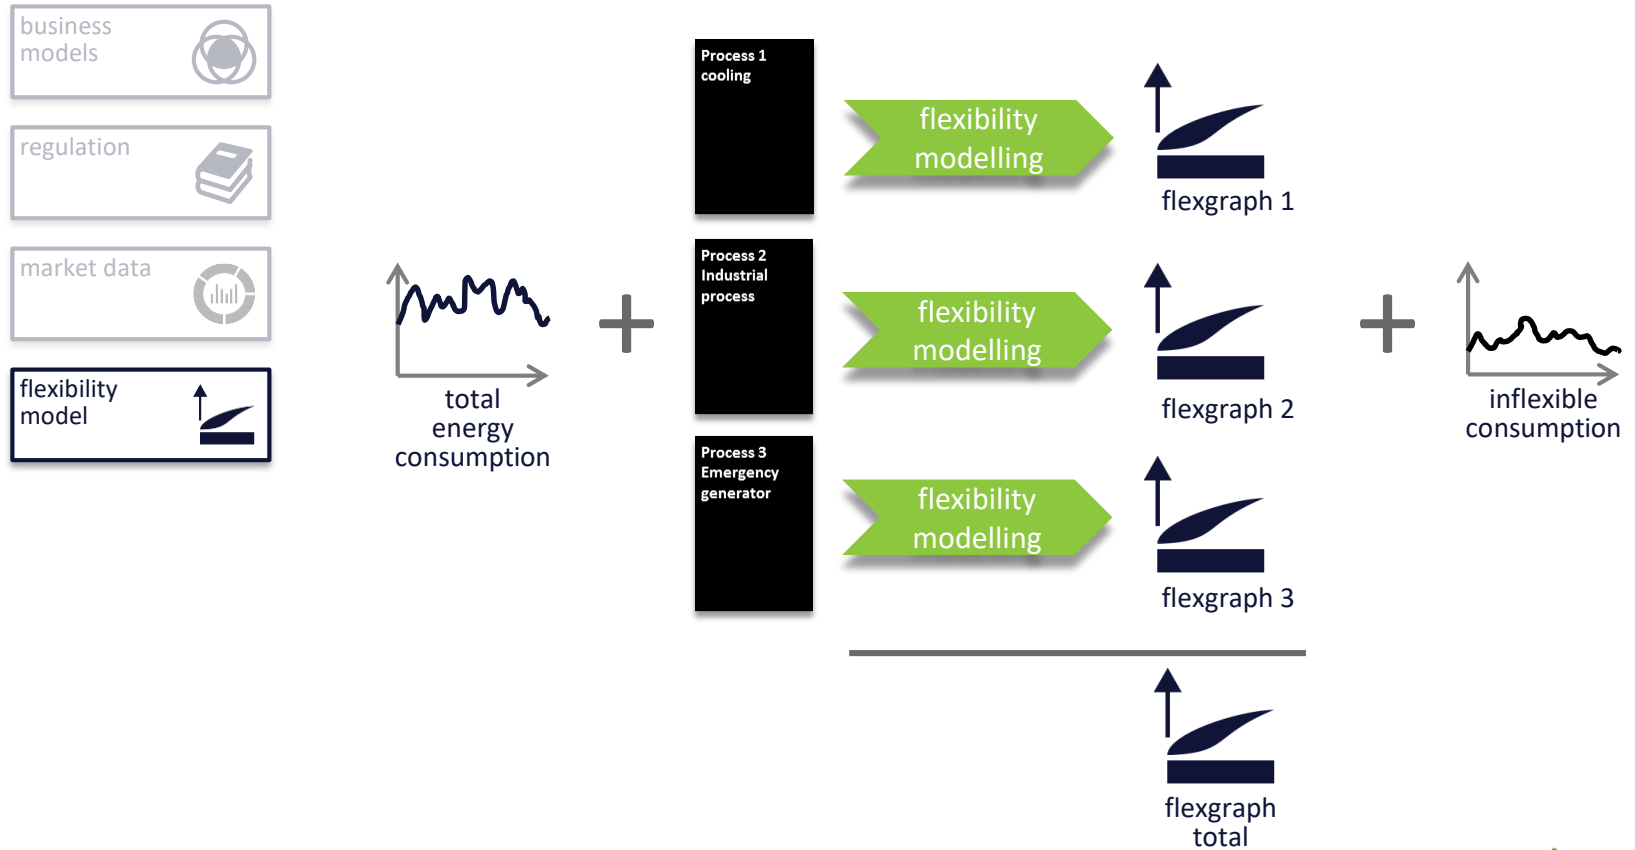 business
models
regulation
market data
flexibility
model
total
energy
consumption
Process 1
cooling
flexibility
modelling
flexgraph 1
Process 2
Industrial
process
flexibility
modelling
flexgraph 2
Process 3
Emergency
generator
flexibility
modelling
flexgraph 3
flexgraph
total
inflexible
consumption